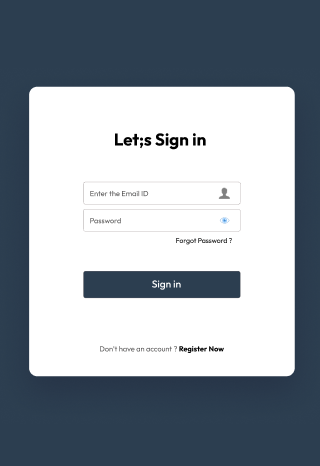 Let;s Sign in
Enter the Email ID
Password
Forgot Password ?
Sign in
Don't have an account ? Register Now